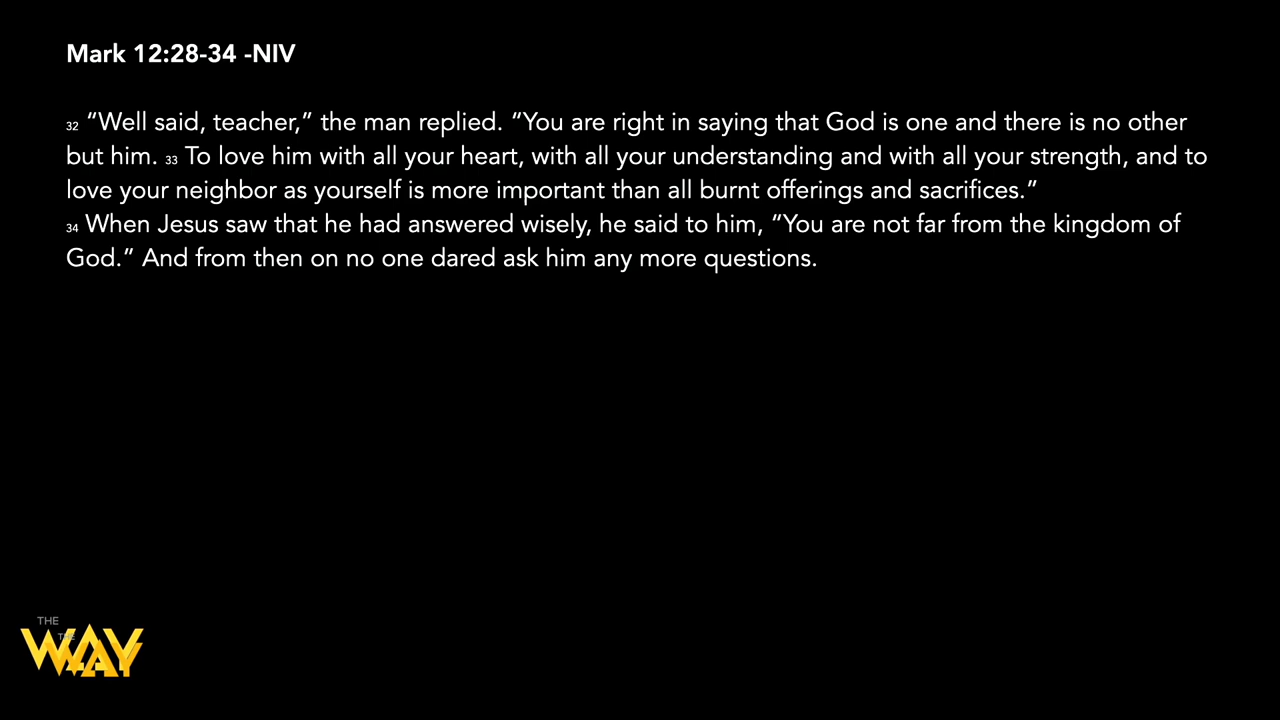 Mark 12:28-34 -NIV
32 “Well said, teacher,” the man replied. “You are right in saying that God is one and there is no other
but him. 33 To love him with all your heart, with all your understanding and with all your strength, and to
love your neighbor as yourself is more important than all burnt offerings and sacrifices.”
34 When Jesus saw that he had answered wisely, he said to him, “You are not far from the kingdom of
God.” And from then on no one dared ask him any more questions.
THE
THE
WAY
WAY